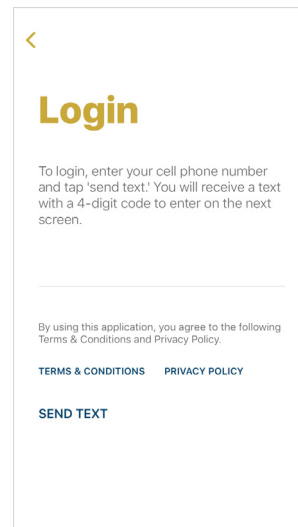 Login
To login, enter your cell phone number
and tap 'send text.' You will receive a text
with a 4-digit code to enter on the next
screen.
By using this application, you agree to the following
Terms & Conditions and Privacy Policy.
TERMS & CONDITIONS PRIVACY POLICY
SEND TEXT